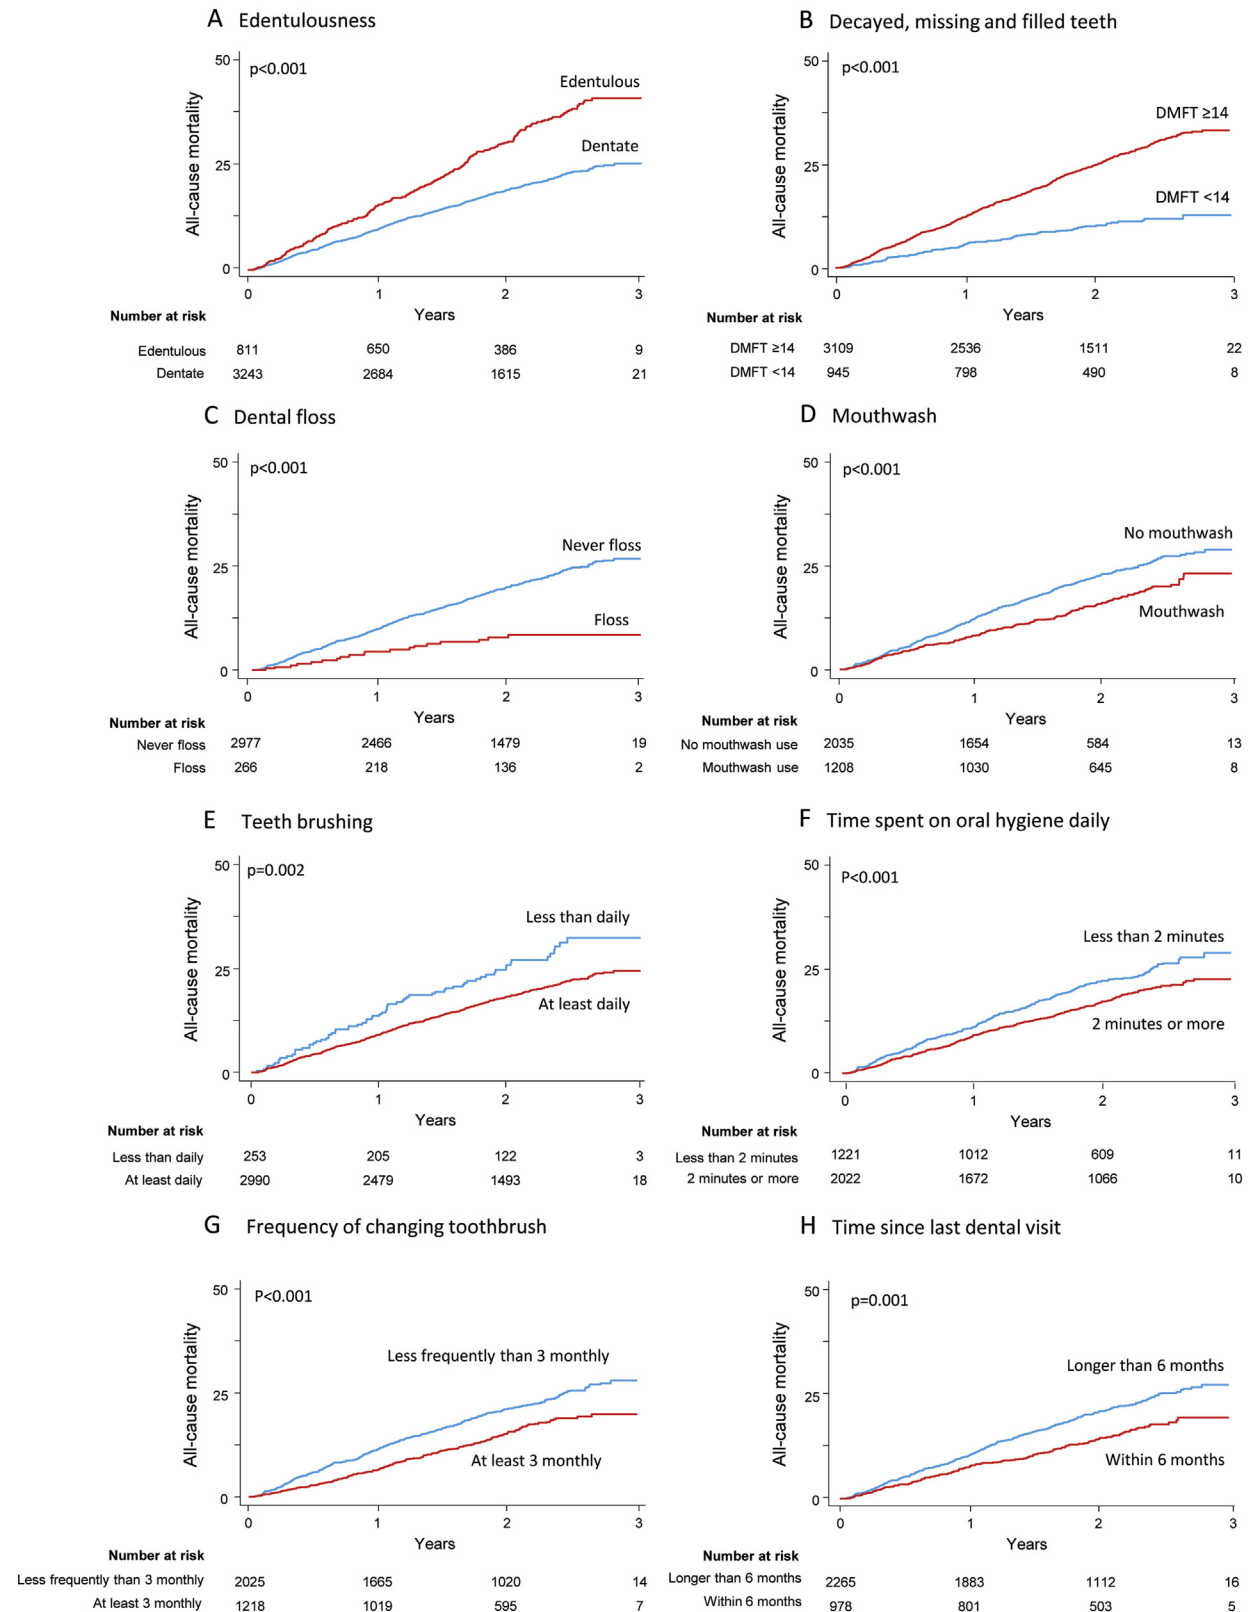 A Edentulousness
50
p<0.001
Edentulous
Dentate
25
0
All-cause mortality
0 1 2 3
Years
Number at risk
Edentulous 811 650 386 9
Dentate 3243 2684 1615 21
B Decayed, missing and filled teeth
50
p<0.001
DMFT ≥14
25
DMFT <14
0
All-cause mortality
0 1 2 3
Years
Number at risk
DMFT ≥14 3109 2536 1511 22
DMFT <14 945 798 490 8
C Dental floss
50
p<0.001
Never floss
25
Floss
0
All-cause mortality
0 1 2 3
Years
Number at risk
Never floss 2977 2466 1479 19
Floss 266 218 136 2
D Mouthwash
50
p<0.001
No mouthwash
25
Mouthwash
0
All-cause mortality
0 1 2 3
Years
Number at risk
No mouthwash use 2035 1654 584 13
Mouthwash use 1208 1030 645 8
E Teeth brushing
50
p=0.002
Less than daily
25
At least daily
0
All-cause mortality
0 1 2 3
Years
Number at risk
Less than daily 253 205 122 3
At least daily 2990 2479 1493 18
F Time spent on oral hygiene daily
50
P<0.001
Less than 2 minutes
25
2 minutes or more
0
All-cause mortality
0 1 2 3
Years
Number at risk
Less than 2 minutes 1221 1012 609 11
2 minutes or more 2022 1672 1066 10
G Frequency of changing toothbrush
50
P<0.001
Less frequently than 3 monthly
25
At least 3 monthly
0
All-cause mortality
0 1 2 3
Years
Number at risk
Less frequently than 3 monthly 2025 1665 1020 14
At least 3 monthly 1218 1019 595 7
H Time since last dental visit
50
p=0.001
Longer than 6 months
25
Within 6 months
0
All-cause mortality
0 1 2 3
Years
Number at risk
Longer than 6 months 2265 1883 1112 16
Within 6 months 978 801 503 5